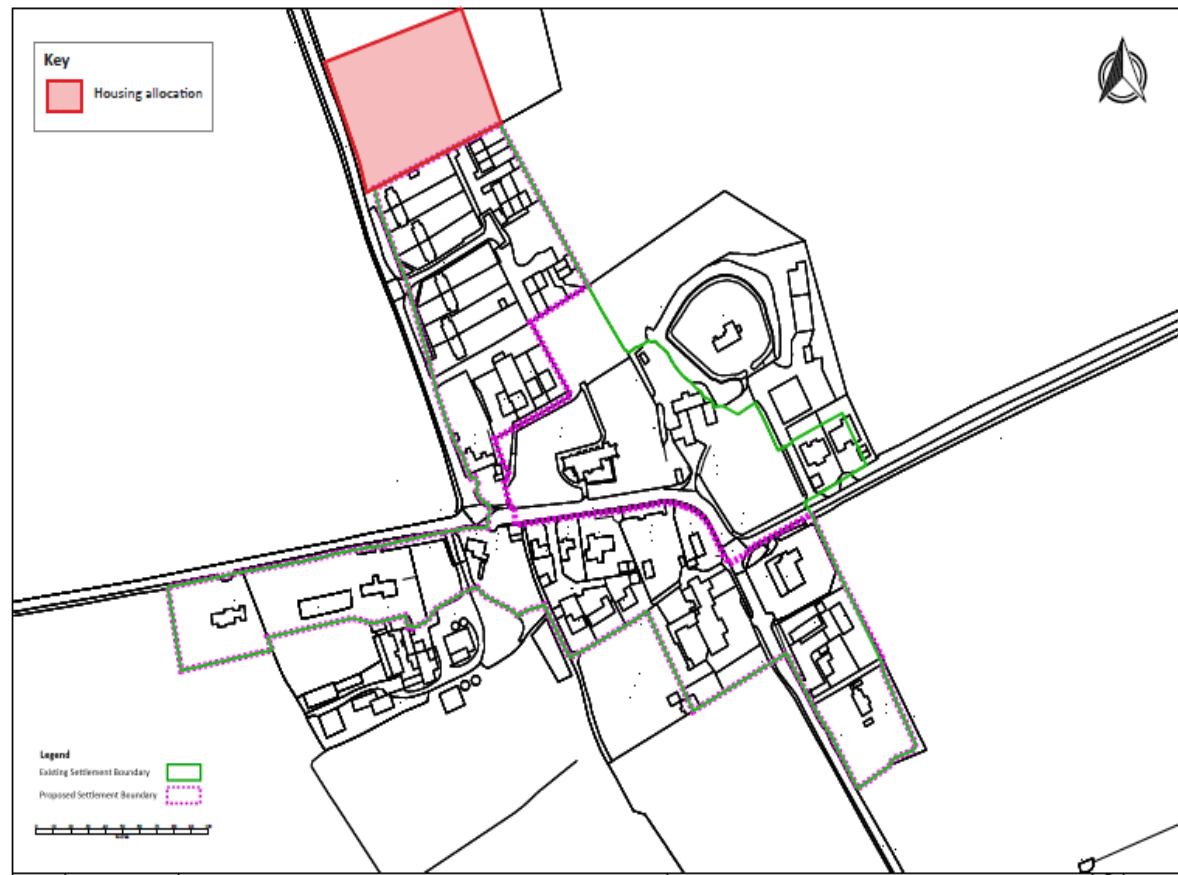 Key
Housing allocation
Legend
Existing Settlement Boundary
Proposed Settlement Boundary